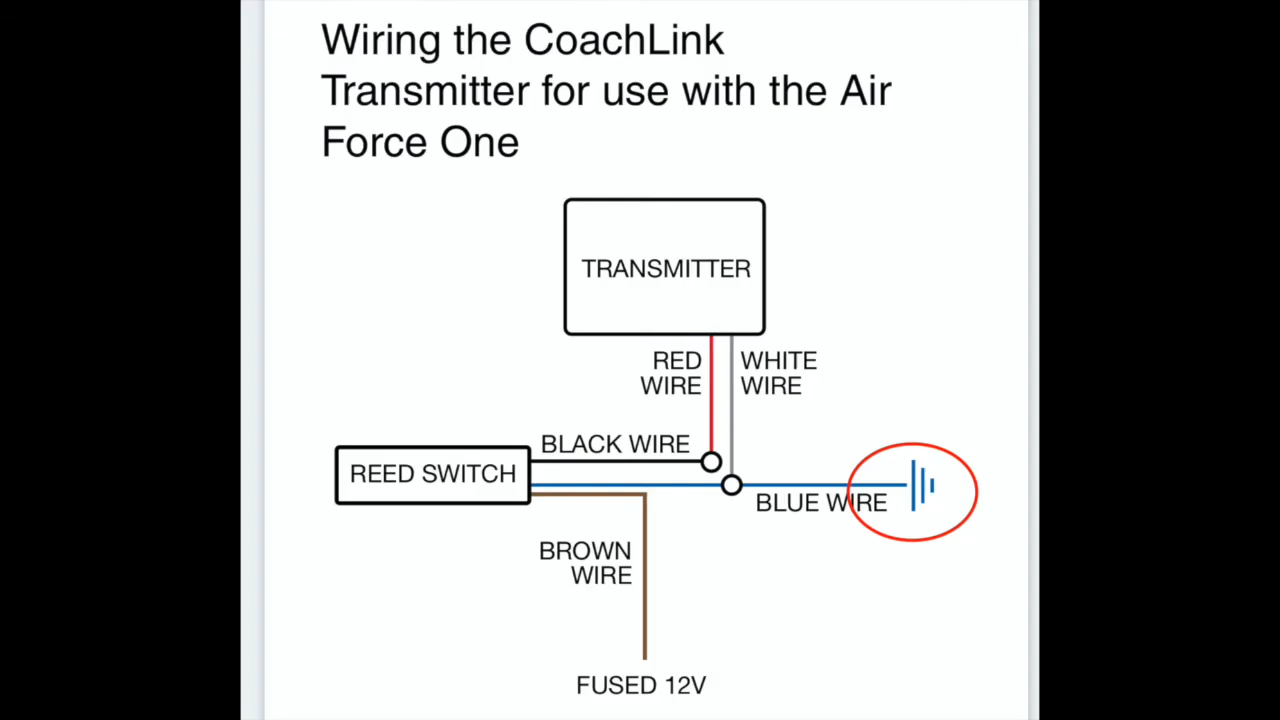 Wiring the CoachLink
Transmitter for use with the Air
Force One
TRANSMITTER
RED
WIRE
WHITE
WIRE
BLACK WIRE
REED SWITCH
BLUE WIRE
BROWN
WIRE
FUSED 12V